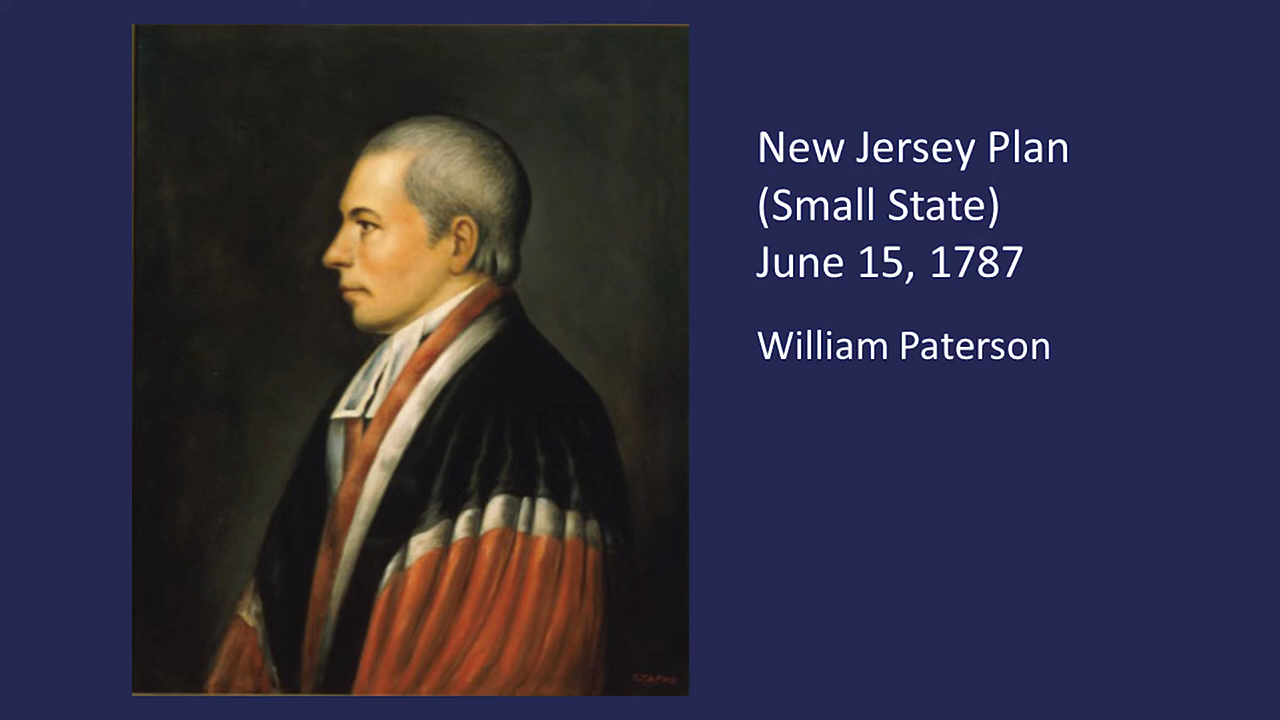 New Jersey Plan
(Small State)
June 15, 1787
William Paterson